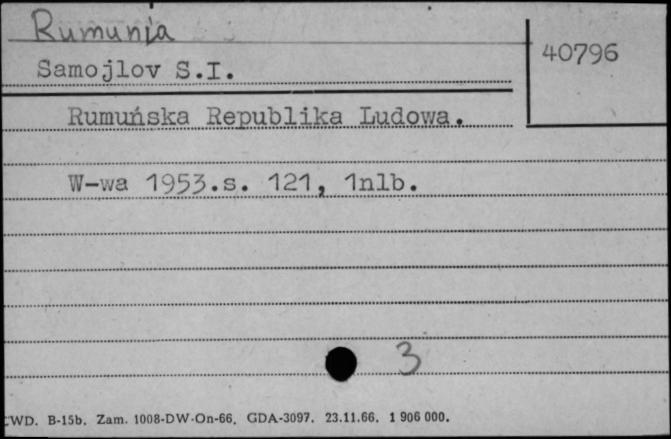 Rumunia
40796
Samojlov S.I.
Rumuńska Republika Ludowa.
W-wa 1953.s. 121, 1nlb.
3
CWD. B-15b. Zam. 1008-DW-On-66. GDA-3097. 23.11.66. 1 906 000.